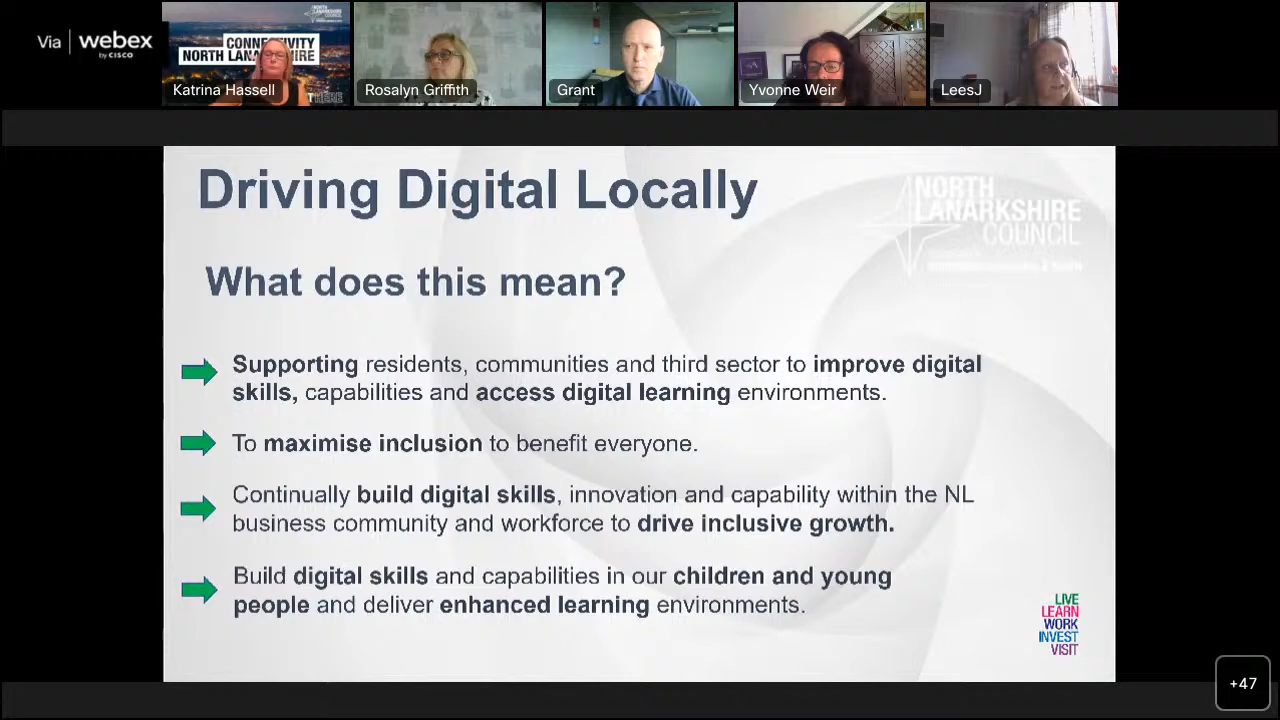 Via webex
by CISCO
CONNECTIVITY
NORTH LANARKSHIRE
THERE
Katrina Hassell
Rosalyn Griffith
Grant
Yvonne Weir
LeesJ
Driving Digital Locally
NORTH
LANARKSHIRE
COUNCIL
What does this mean?
Supporting residents, communities and third sector to improve digital
skills, capabilities and access digital learning environments.
To maximise inclusion to benefit everyone.
Continually build digital skills, innovation and capability within the NL
business community and workforce to drive inclusive growth.
Build digital skills and capabilities in our children and young
people and deliver enhanced learning environments.
LIVE
LEARN
WORK
INVEST
VISIT
+47